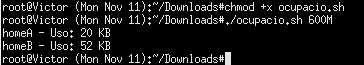 root@Victor (Mon Nov 11):~/Downloads#chmod +x ocupacio.sh
root@Victor (Mon Nov 11):~/Downloads#./ocupacio.sh 600M
homeA - Uso: 20 KB
homeB - Uso: 52 KB
root@Victor (Mon Nov 11):~/Downloads#